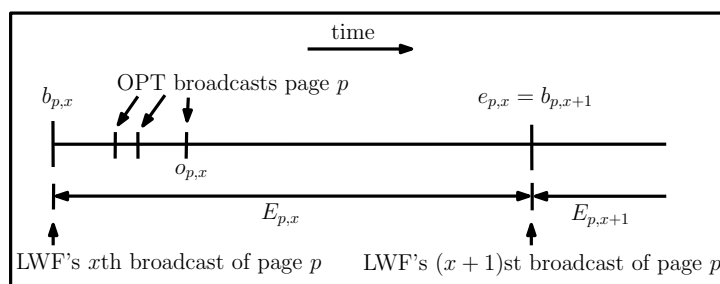 time
OPT broadcasts page p
b_{p,x}
e_{p,x} = b_{p,x+1}
o_{p,x}
E_{p,x}
E_{p,x+1}
LWF's xth broadcast of page p
LWF's (x + 1)st broadcast of page p